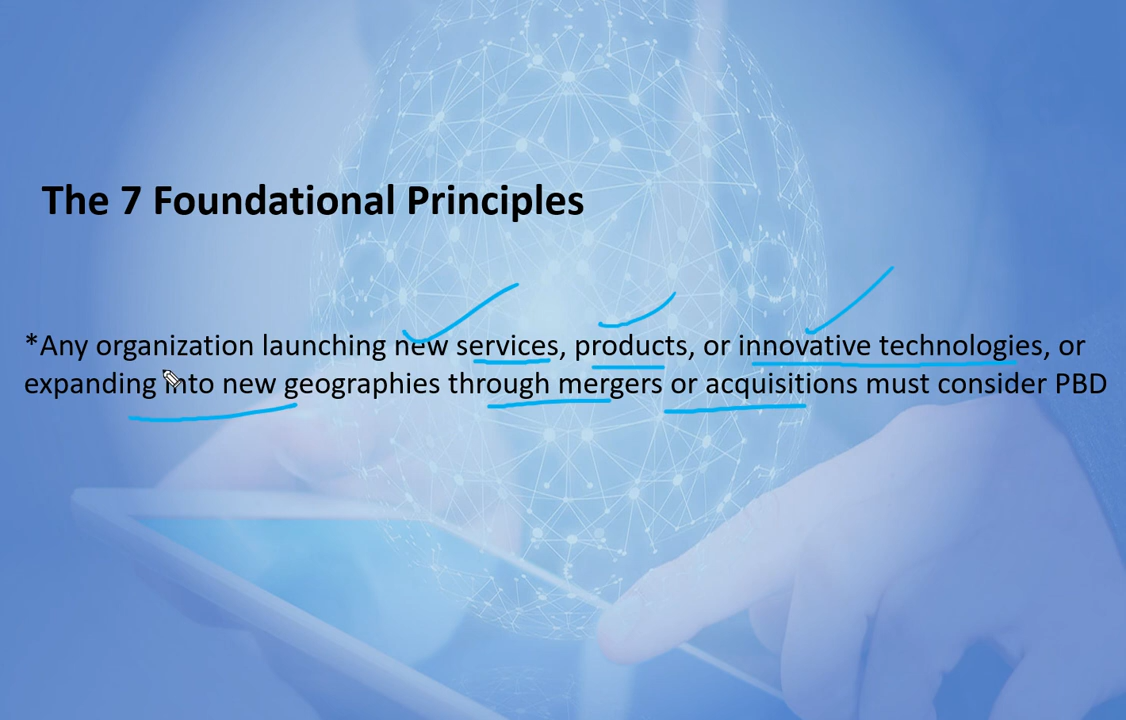 The 7 Foundational Principles
*Any organization launching new services, products, or innovative technologies, or
expanding into new geographies through mergers or acquisitions must consider PBD